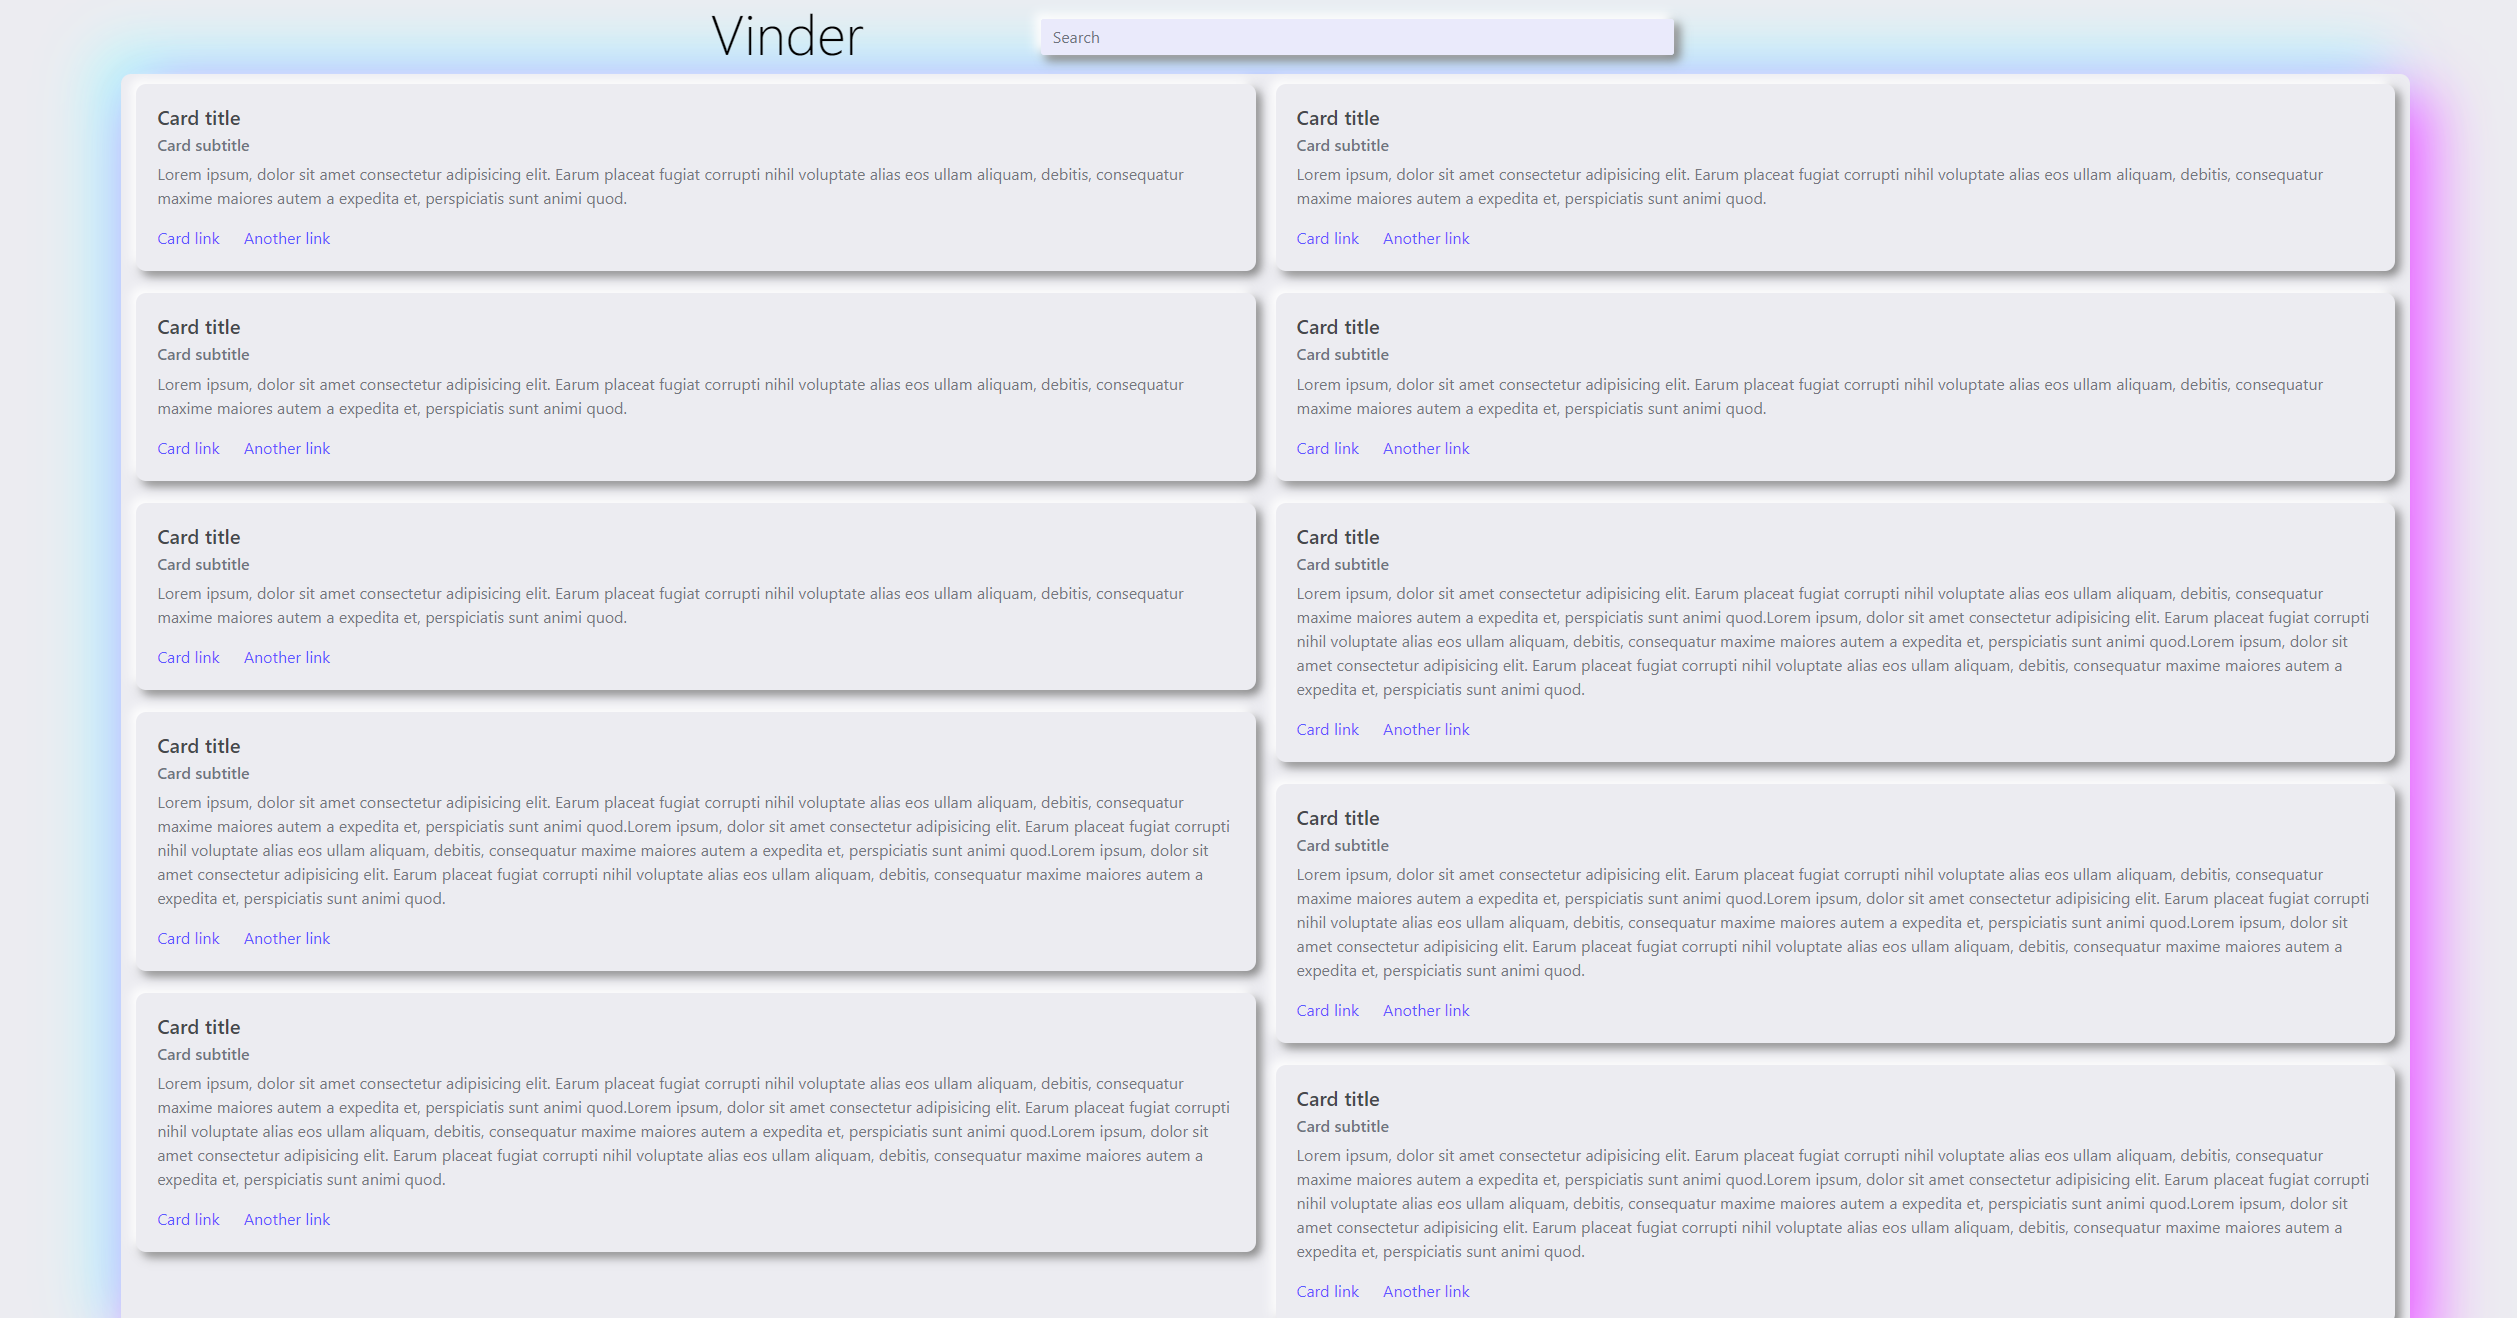 Vinder
Search
Card title
Card subtitle
Lorem ipsum, dolor sit amet consectetur adipisicing elit. Earum placeat fugiat corrupti nihil voluptate alias eos ullam aliquam, debitis, consequatur
maxime maiores autem a expedita et, perspiciatis sunt animi quod.
Card link Another link
Card title
Card subtitle
Lorem ipsum, dolor sit amet consectetur adipisicing elit. Earum placeat fugiat corrupti nihil voluptate alias eos ullam aliquam, debitis, consequatur
maxime maiores autem a expedita et, perspiciatis sunt animi quod.
Card link Another link
Card title
Card subtitle
Lorem ipsum, dolor sit amet consectetur adipisicing elit. Earum placeat fugiat corrupti nihil voluptate alias eos ullam aliquam, debitis, consequatur
maxime maiores autem a expedita et, perspiciatis sunt animi quod.
Card link Another link
Card title
Card subtitle
Lorem ipsum, dolor sit amet consectetur adipisicing elit. Earum placeat fugiat corrupti nihil voluptate alias eos ullam aliquam, debitis, consequatur
maxime maiores autem a expedita et, perspiciatis sunt animi quod.Lorem ipsum, dolor sit amet consectetur adipisicing elit. Earum placeat fugiat corrupti
nihil voluptate alias eos ullam aliquam, debitis, consequatur maxime maiores autem a expedita et, perspiciatis sunt animi quod.Lorem ipsum, dolor sit
amet consectetur adipisicing elit. Earum placeat fugiat corrupti nihil voluptate alias eos ullam aliquam, debitis, consequatur maxime maiores autem a
expedita et, perspiciatis sunt animi quod.
Card link Another link
Card title
Card subtitle
Lorem ipsum, dolor sit amet consectetur adipisicing elit. Earum placeat fugiat corrupti nihil voluptate alias eos ullam aliquam, debitis, consequatur
maxime maiores autem a expedita et, perspiciatis sunt animi quod.Lorem ipsum, dolor sit amet consectetur adipisicing elit. Earum placeat fugiat corrupti
nihil voluptate alias eos ullam aliquam, debitis, consequatur maxime maiores autem a expedita et, perspiciatis sunt animi quod.Lorem ipsum, dolor sit
amet consectetur adipisicing elit. Earum placeat fugiat corrupti nihil voluptate alias eos ullam aliquam, debitis, consequatur maxime maiores autem a
expedita et, perspiciatis sunt animi quod.
Card link Another link
Card title
Card subtitle
Lorem ipsum, dolor sit amet consectetur adipisicing elit. Earum placeat fugiat corrupti nihil voluptate alias eos ullam aliquam, debitis, consequatur
maxime maiores autem a expedita et, perspiciatis sunt animi quod.
Card link Another link
Card title
Card subtitle
Lorem ipsum, dolor sit amet consectetur adipisicing elit. Earum placeat fugiat corrupti nihil voluptate alias eos ullam aliquam, debitis, consequatur
maxime maiores autem a expedita et, perspiciatis sunt animi quod.
Card link Another link
Card title
Card subtitle
Lorem ipsum, dolor sit amet consectetur adipisicing elit. Earum placeat fugiat corrupti nihil voluptate alias eos ullam aliquam, debitis, consequatur
maxime maiores autem a expedita et, perspiciatis sunt animi quod.Lorem ipsum, dolor sit amet consectetur adipisicing elit. Earum placeat fugiat corrupti
nihil voluptate alias eos ullam aliquam, debitis, consequatur maxime maiores autem a expedita et, perspiciatis sunt animi quod.Lorem ipsum, dolor sit
amet consectetur adipisicing elit. Earum placeat fugiat corrupti nihil voluptate alias eos ullam aliquam, debitis, consequatur maxime maiores autem a
expedita et, perspiciatis sunt animi quod.
Card link Another link
Card title
Card subtitle
Lorem ipsum, dolor sit amet consectetur adipisicing elit. Earum placeat fugiat corrupti nihil voluptate alias eos ullam aliquam, debitis, consequatur
maxime maiores autem a expedita et, perspiciatis sunt animi quod.Lorem ipsum, dolor sit amet consectetur adipisicing elit. Earum placeat fugiat corrupti
nihil voluptate alias eos ullam aliquam, debitis, consequatur maxime maiores autem a expedita et, perspiciatis sunt animi quod.Lorem ipsum, dolor sit
amet consectetur adipisicing elit. Earum placeat fugiat corrupti nihil voluptate alias eos ullam aliquam, debitis, consequatur maxime maiores autem a
expedita et, perspiciatis sunt animi quod.
Card link Another link
Card title
Card subtitle
Lorem ipsum, dolor sit amet consectetur adipisicing elit. Earum placeat fugiat corrupti nihil voluptate alias eos ullam aliquam, debitis, consequatur
maxime maiores autem a expedita et, perspiciatis sunt animi quod.Lorem ipsum, dolor sit amet consectetur adipisicing elit. Earum placeat fugiat corrupti
nihil voluptate alias eos ullam aliquam, debitis, consequatur maxime maiores autem a expedita et, perspiciatis sunt animi quod.Lorem ipsum, dolor sit
amet consectetur adipisicing elit. Earum placeat fugiat corrupti nihil voluptate alias eos ullam aliquam, debitis, consequatur maxime maiores autem a
expedita et, perspiciatis sunt animi quod.
Card link Another link